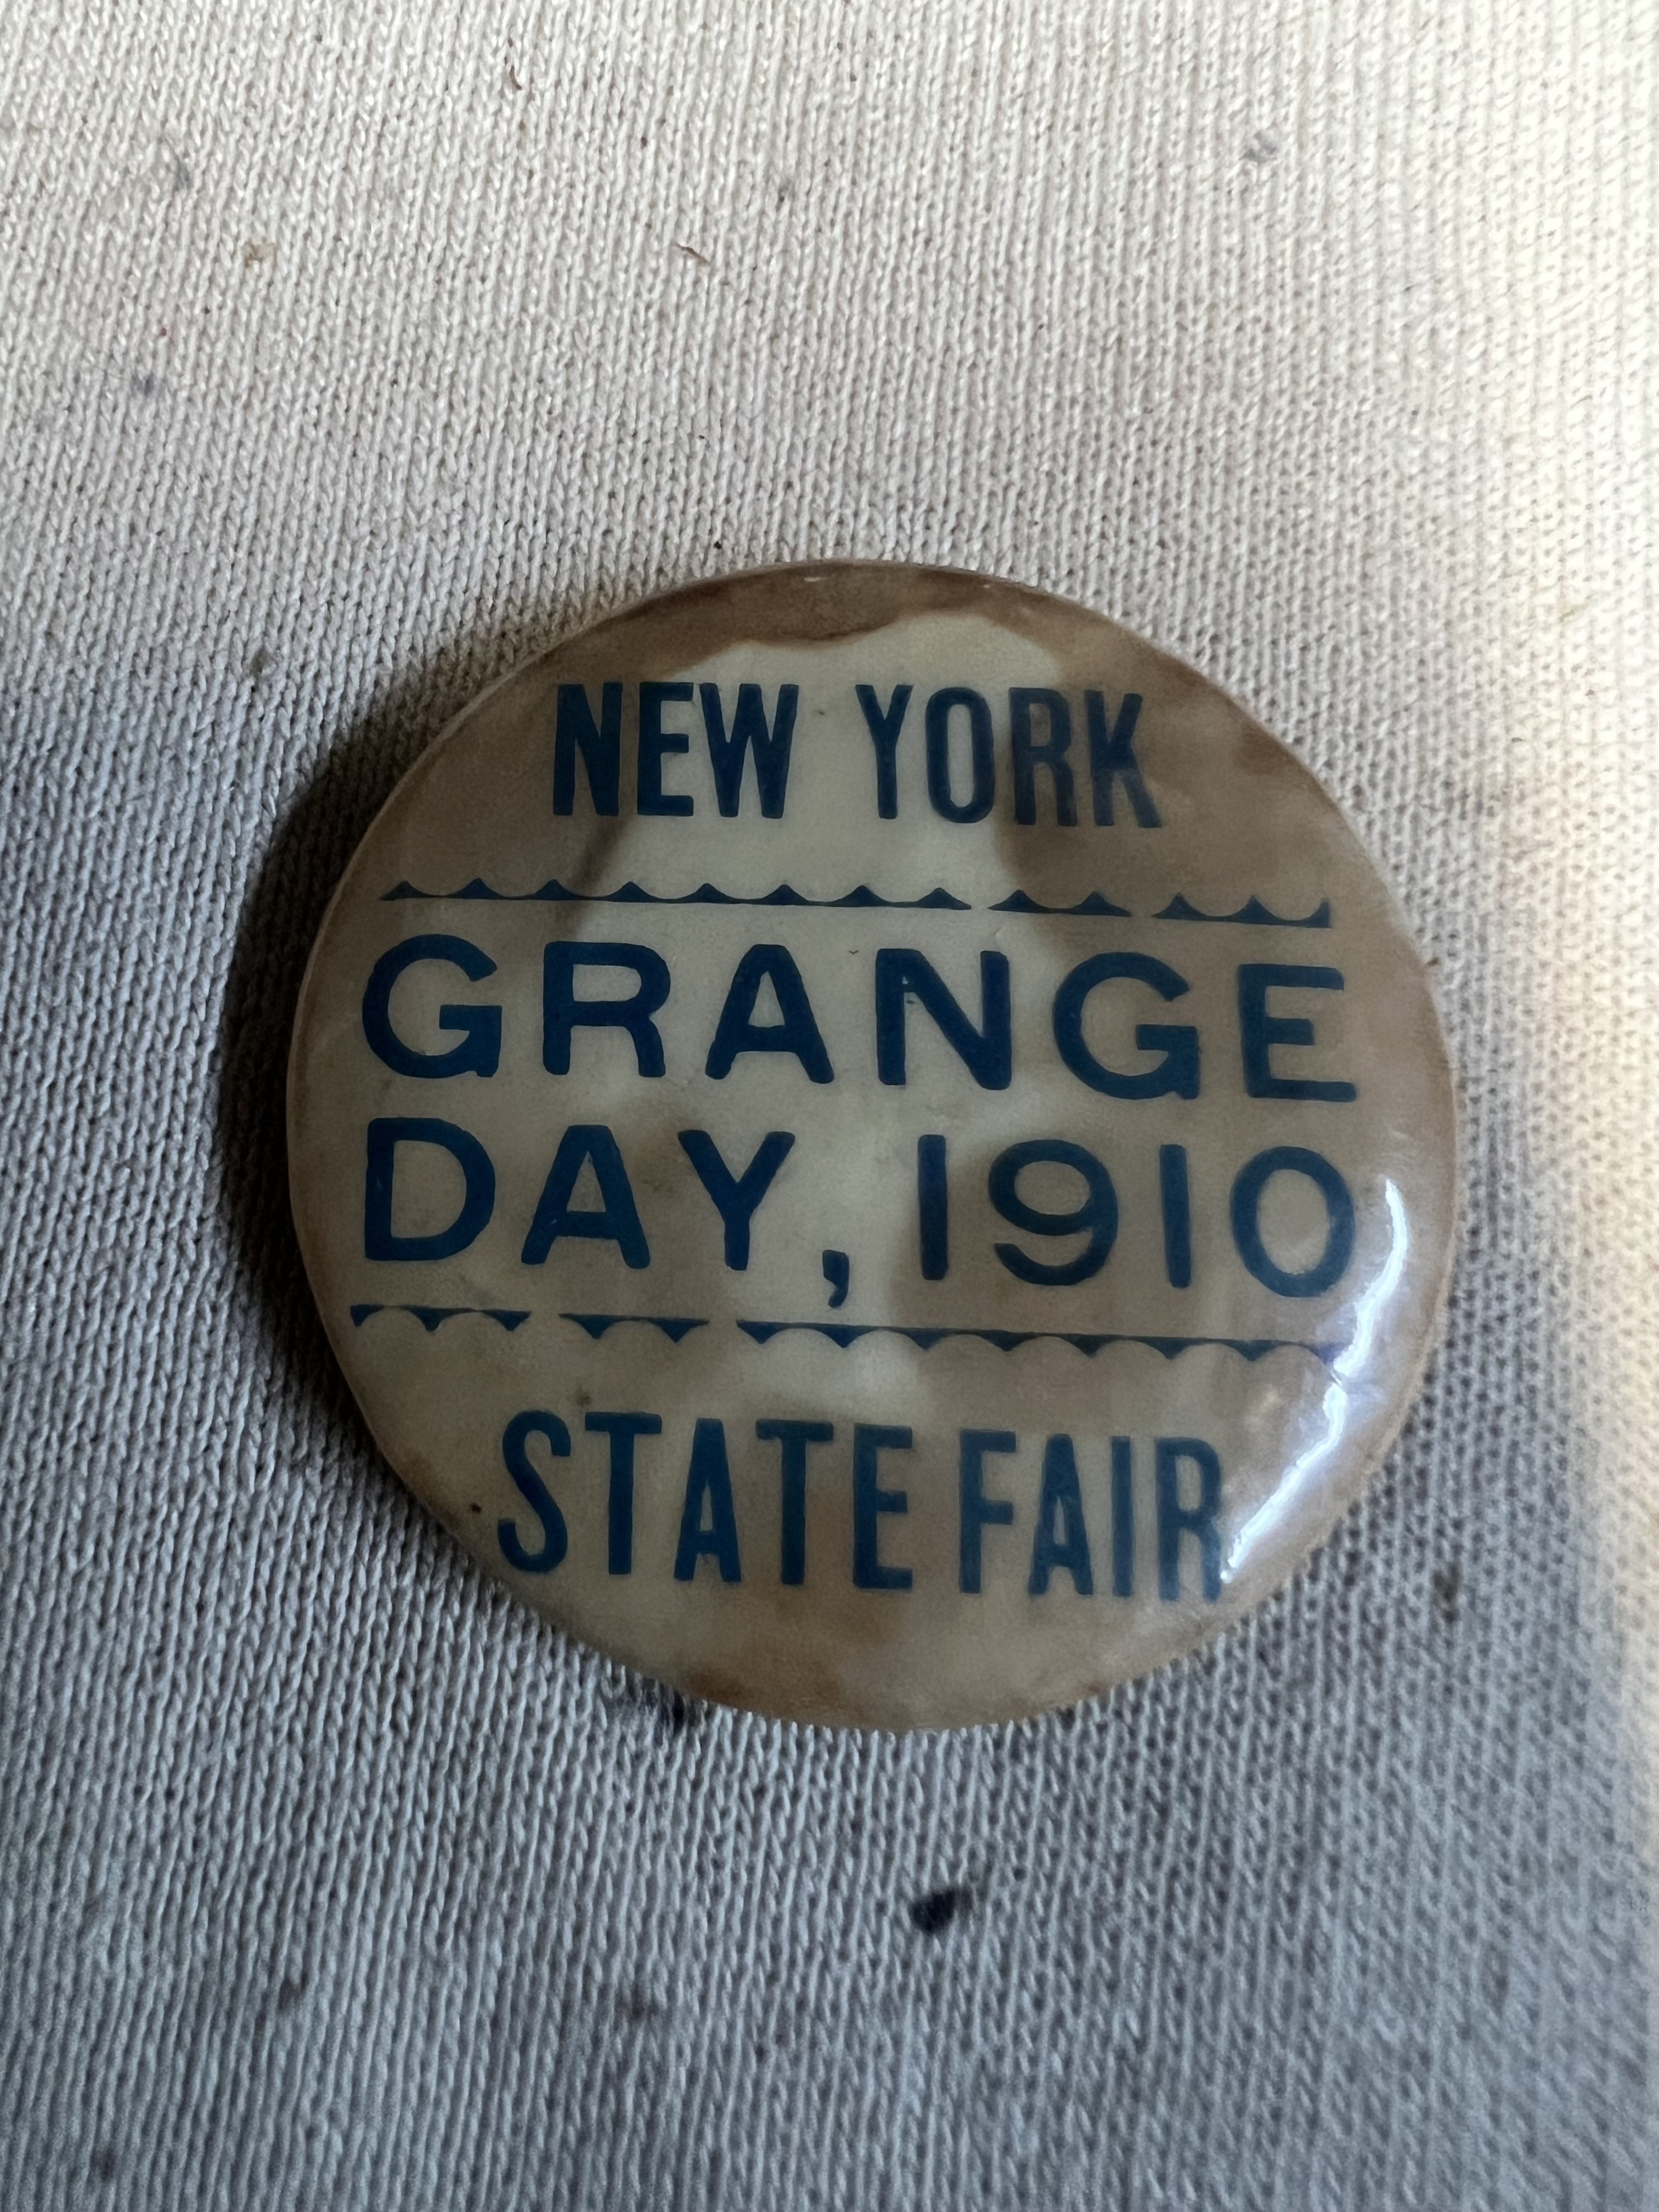 NEW YORK
GRANGE
DAY, 1910
STATE FAIR